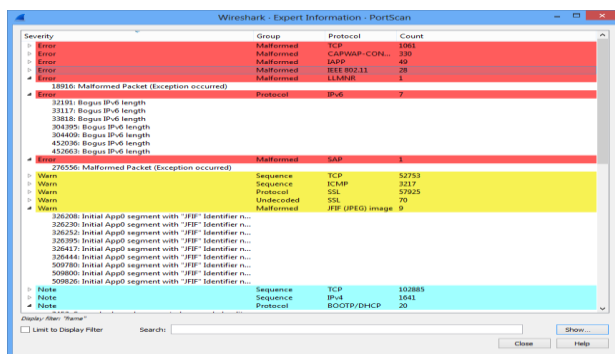 Wireshark · Expert Information · PortScan
Severity Group Protocol Count
Error Malformed TCP 1061
Error Malformed CAPWAP-CON... 330
Error Malformed IAPP 49
Error Malformed IEEE 802.11 28
Error Malformed LLMNR 1
18916: Malformed Packet (Exception occurred)
Error Protocol IPv6 7
32191: Bogus IPv6 length
33117: Bogus IPv6 length
33818: Bogus IPv6 length
304395: Bogus IPv6 length
304409: Bogus IPv6 length
452036: Bogus IPv6 length
452663: Bogus IPv6 length
Error Malformed SAP 1
276556: Malformed Packet (Exception occurred)
Warn Sequence TCP 52753
Warn Sequence ICMP 3217
Warn Protocol SSL 57925
Warn Undecoded SSL 70
Warn Malformed JFIF (JPEG) image 9
326208: Initial App0 segment with "JFIF" Identifier n...
326230: Initial App0 segment with "JFIF" Identifier n...
326252: Initial App0 segment with "JFIF" Identifier n...
326395: Initial App0 segment with "JFIF" Identifier n...
326417: Initial App0 segment with "JFIF" Identifier n...
326444: Initial App0 segment with "JFIF" Identifier n...
509780: Initial App0 segment with "JFIF" Identifier n...
509800: Initial App0 segment with "JFIF" Identifier n...
509826: Initial App0 segment with "JFIF" Identifier n...
Note Sequence TCP 102885
Note Sequence IPv4 1641
Note Protocol BOOTP/DHCP 20
Display filter: "frame"
Limit to Display Filter Search: Show...
Close Help